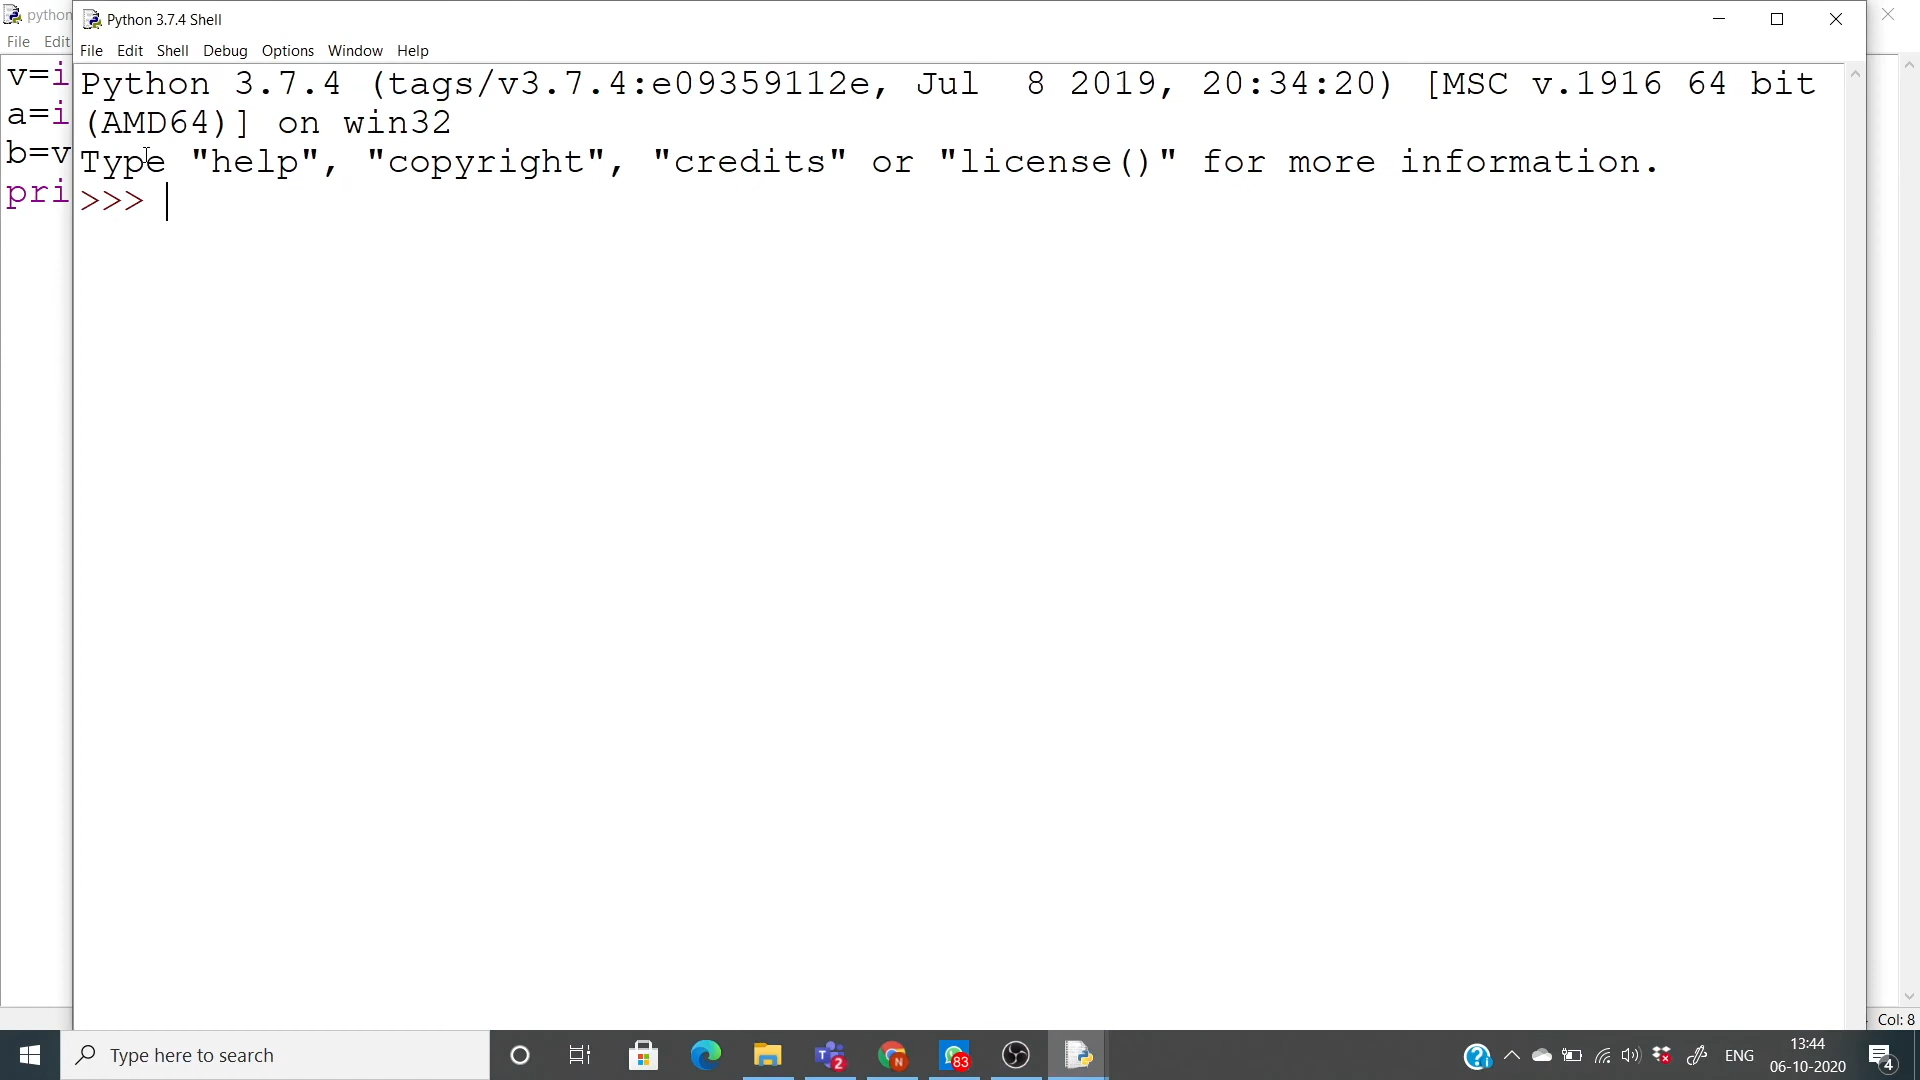 python
Python 3.7.4 Shell
File Edit
File Edit Shell Debug Options Window Help
v=i
a=i
b=v
pri
Python 3.7.4 (tags/v3.7.4:e09359112e, Jul  8 2019, 20:34:20) [MSC v.1916 64 bit
(AMD64)] on win32
Type "help", "copyright", "credits" or "license()" for more information.
>>>
Col: 8
Type here to search
T
2
N
83
ENG
13:44
06-10-2020
4